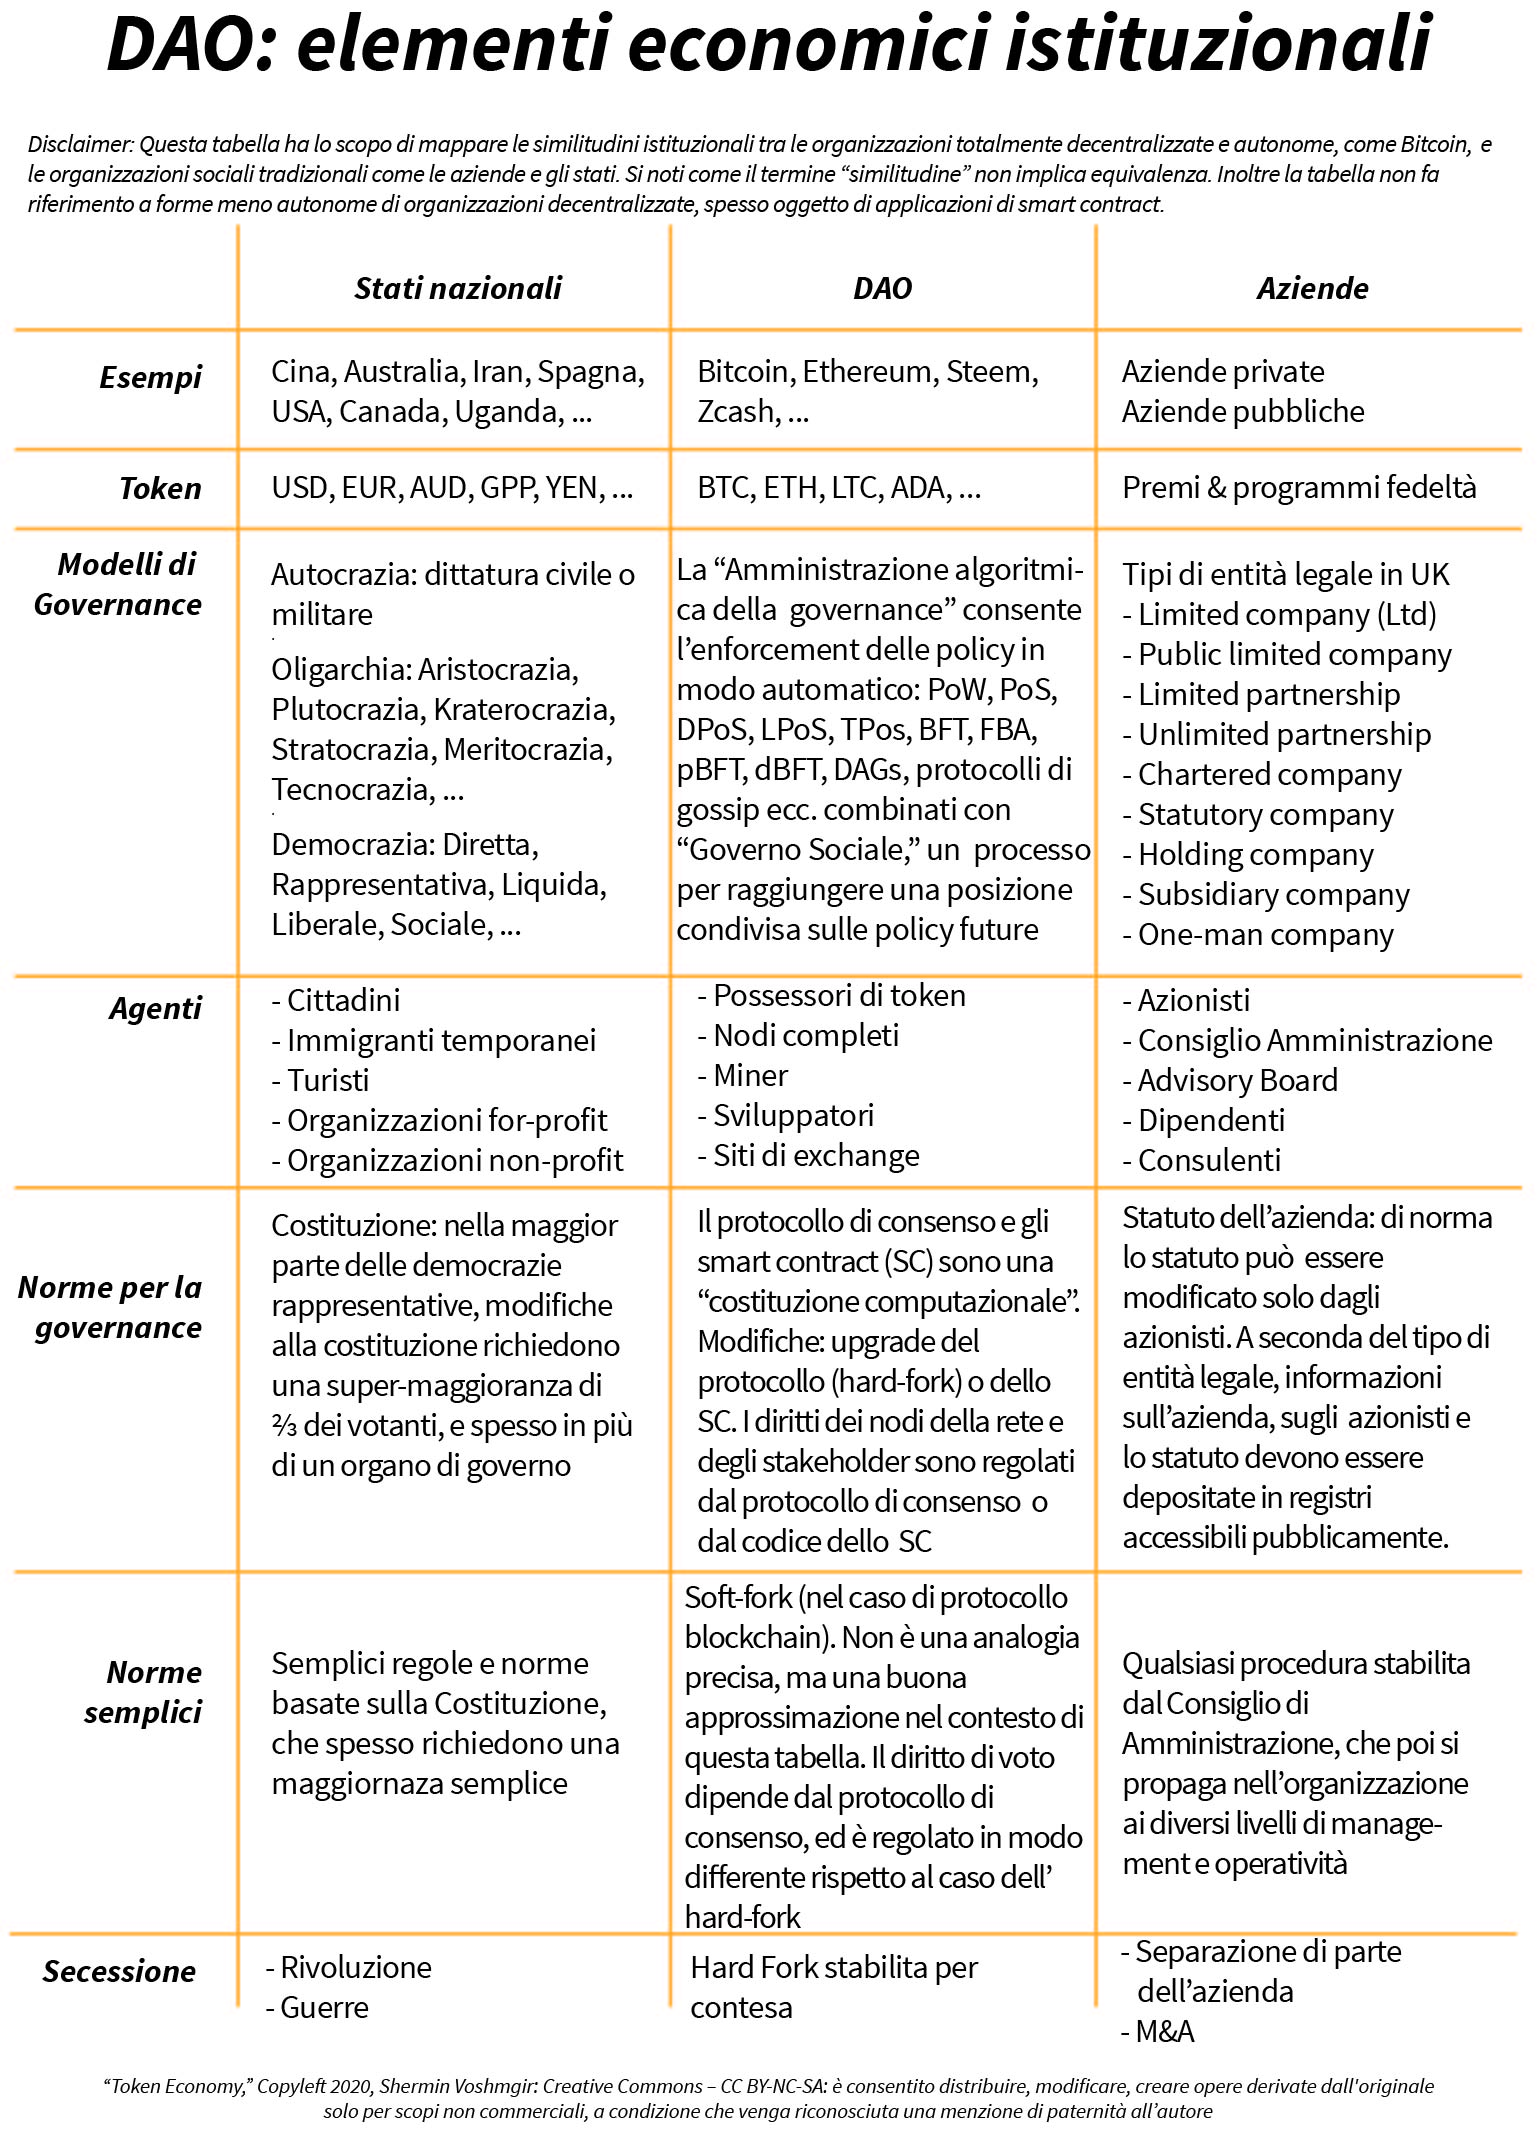 DAO: elementi economici istituzionali
Disclaimer: Questa tabella ha lo scopo di mappare le similitudini istituzionali tra le organizzazioni totalmente decentralizzate e autonome, come Bitcoin, e
le organizzazioni sociali tradizionali come le aziende e gli stati. Si noti come il termine “similitudine” non implica equivalenza. Inoltre la tabella non fa
riferimento a forme meno autonome di organizzazioni decentralizzate, spesso oggetto di applicazioni di smart contract.
Stati nazionali
DAO
Aziende
Esempi
Cina, Australia, Iran, Spagna,
USA, Canada, Uganda, ...
Bitcoin, Ethereum, Steem,
Zcash, ...
Aziende private
Aziende pubbliche
Token
USD, EUR, AUD, GPP, YEN, ...
BTC, ETH, LTC, ADA, ...
Premi & programmi fedeltà
Modelli di
Governance
Autocrazia: dittatura civile o
militare
Oligarchia: Aristocrazia,
Plutocrazia, Kraterocrazia,
Stratocrazia, Meritocrazia,
Tecnocrazia, ...
Democrazia: Diretta,
Rappresentativa, Liquida,
Liberale, Sociale, ...
La “Amministrazione algoritmi-
ca della governance” consente
l’enforcement delle policy in
modo automatico: PoW, PoS,
DPoS, LPoS, TPos, BFT, FBA,
pBFT, dBFT, DAGs, protocolli di
gossip ecc. combinati con
“Governo Sociale,” un processo
per raggiungere una posizione
condivisa sulle policy future
Tipi di entità legale in UK
- Limited company (Ltd)
- Public limited company
- Limited partnership
- Unlimited partnership
- Chartered company
- Statutory company
- Holding company
- Subsidiary company
- One-man company
Agenti
- Cittadini
- Immigranti temporanei
- Turisti
- Organizzazioni for-profit
- Organizzazioni non-profit
- Possessori di token
- Nodi completi
- Miner
- Sviluppatori
- Siti di exchange
- Azionisti
- Consiglio Amministrazione
- Advisory Board
- Dipendenti
- Consulenti
Norme per la
governance
Costituzione: nella maggior
parte delle democrazie
rappresentative, modifiche
alla costituzione richiedono
una super-maggioranza di
⅔ dei votanti, e spesso in più
di un organo di governo
Il protocollo di consenso e gli
smart contract (SC) sono una
“costituzione computazionale”.
Modifiche: upgrade del
protocollo (hard-fork) o dello
SC. I diritti dei nodi della rete e
degli stakeholder sono regolati
dal protocollo di consenso o
dal codice dello SC
Statuto dell’azienda: di norma
lo statuto può essere
modificato solo dagli
azionisti. A seconda del tipo di
entità legale, informazioni
sull’azienda, sugli azionisti e
lo statuto devono essere
depositate in registri
accessibili pubblicamente.
Norme
semplici
Semplici regole e norme
basate sulla Costituzione,
che spesso richiedono una
maggiornaza semplice
Soft-fork (nel caso di protocollo
blockchain). Non è una analogia
precisa, ma una buona
approssimazione nel contesto di
questa tabella. Il diritto di voto
dipende dal protocollo di
consenso, ed è regolato in modo
differente rispetto al caso dell’
hard-fork
Qualsiasi procedura stabilita
dal Consiglio di
Amministrazione, che poi si
propaga nell’organizzazione
ai diversi livelli di manage-
ment e operatività
Secessione
- Rivoluzione
- Guerre
Hard Fork stabilita per
contesa
- Separazione di parte
dell’azienda
- M&A
“Token Economy,” Copyleft 2020, Shermin Voshmgir: Creative Commons – CC BY-NC-SA: è consentito distribuire, modificare, creare opere derivate dall'originale
solo per scopi non commerciali, a condizione che venga riconosciuta una menzione di paternità all’autore